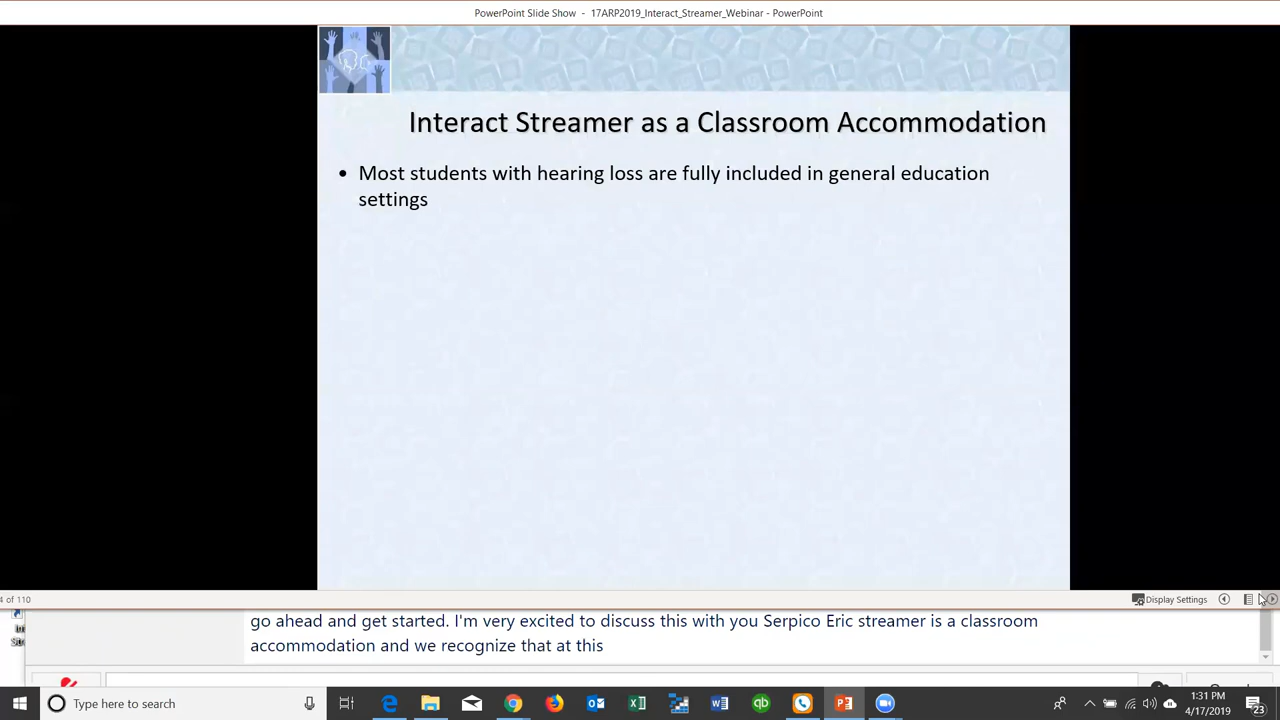 PowerPoint Slide Show - 17ARP2019_Interact_Streamer_Webinar - PowerPoint
Interact Streamer as a Classroom Accommodation
• Most students with hearing loss are fully included in general education
settings
4 of 110
Display Settings
go ahead and get started. I'm very excited to discuss this with you Serpico Eric streamer is a classroom
accommodation and we recognize that at this
Type here to search
1:31 PM
4/17/2019
23